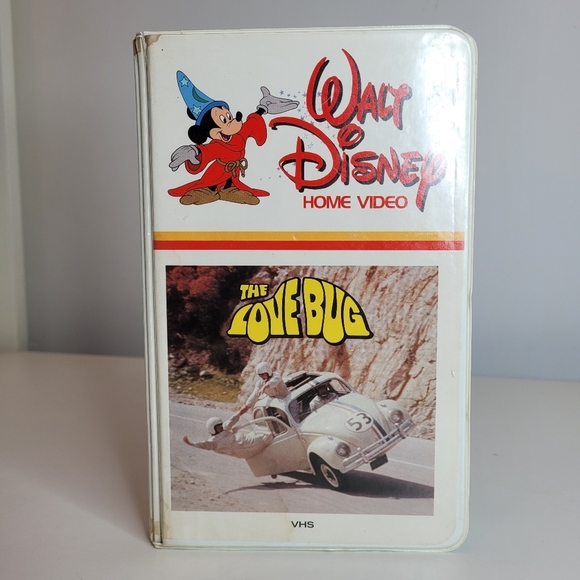 WALT
DISNEY
HOME VIDEO
THE
LOVE BUG
53
VHS